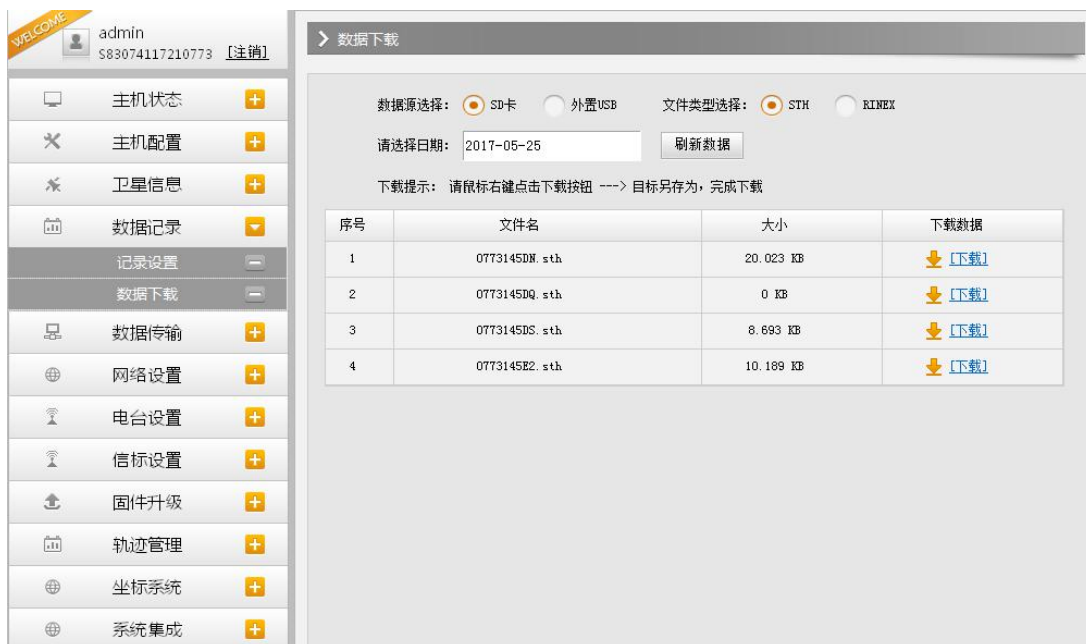 WELCOME
admin
S83074117210773 [注销]
主机状态
主机配置
卫星信息
数据记录
记录设置
数据下载
数据传输
网络设置
电台设置
信标设置
固件升级
轨迹管理
坐标系统
系统集成
数据下载
数据源选择: SD卡 外置USB 文件类型选择: STH RINEX
请选择日期: 2017-05-25 刷新数据
下载提示: 请鼠标右键点击下载按钮 ---> 目标另存为,完成下载
序号 文件名 大小 下载数据
1 0773145DN.sth 20.023 KB [下载]
2 0773145DQ.sth 0 KB [下载]
3 0773145DS.sth 8.693 KB [下载]
4 0773145E2.sth 10.189 KB [下载]